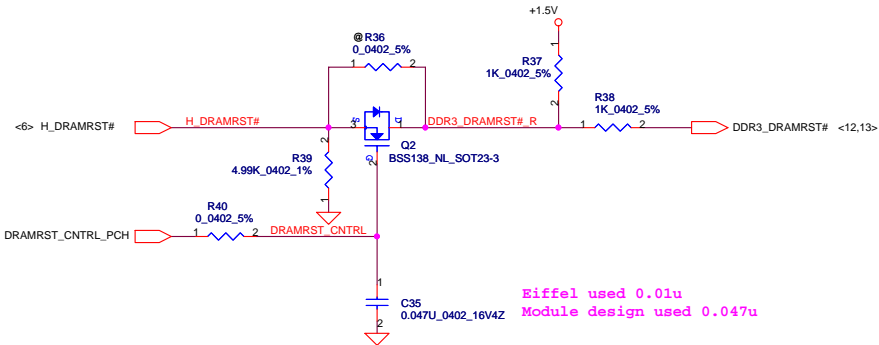 +1.5V
@ R36
0_0402_5%
1
2
1
R37
1K_0402_5%
2
R38
1K_0402_5%
<6> H_DRAMRST#
H_DRAMRST#
3
S
D
1
DDR3_DRAMRST#_R
1
2
DDR3_DRAMRST# <12,13>
Q2
BSS138_NL_SOT23-3
G
2
2
R39
4.99K_0402_1%
1
R40
0_0402_5%
DRAMRST_CNTRL_PCH
1
2
DRAMRST_CNTRL
1
C35
0.047U_0402_16V4Z
2
Eiffel used 0.01u
Module design used 0.047u